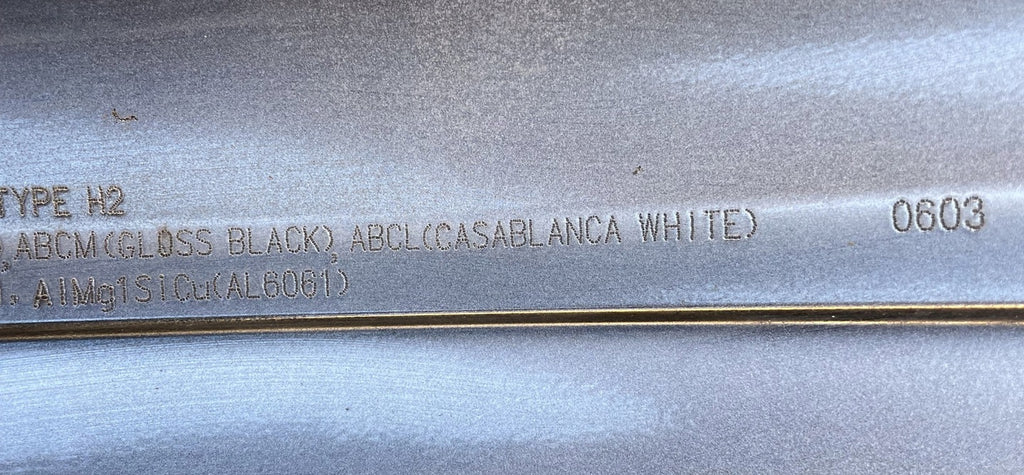 TYPE H2
),ABCM(GLOSS BLACK), ABCL(CASABLANCA WHITE) 0603
. AlMg1SiCu(AL6061)